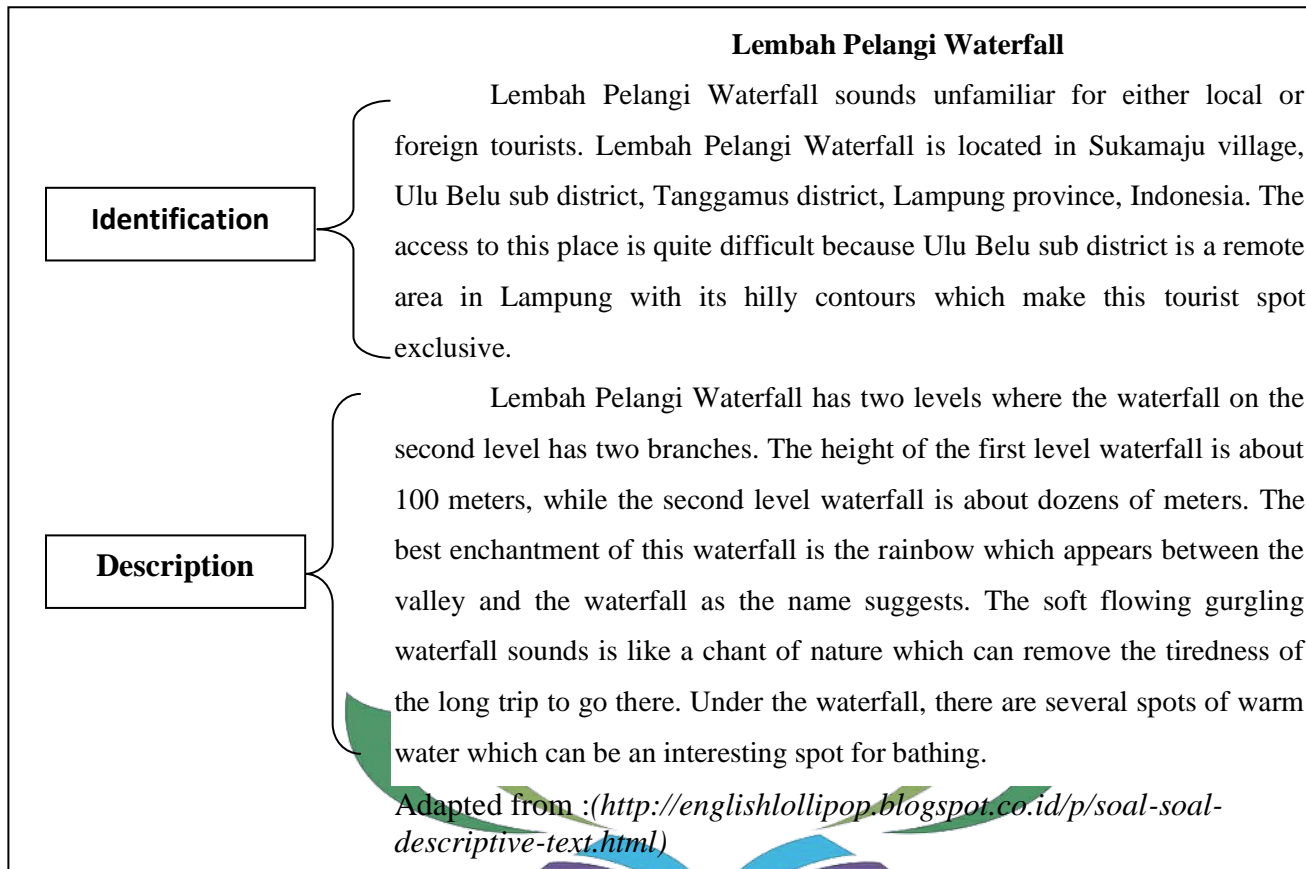 Lembah Pelangi Waterfall
Identification
Lembah Pelangi Waterfall sounds unfamiliar for either local or
foreign tourists. Lembah Pelangi Waterfall is located in Sukamaju village,
Ulu Belu sub district, Tanggamus district, Lampung province, Indonesia. The
access to this place is quite difficult because Ulu Belu sub district is a remote
area in Lampung with its hilly contours which make this tourist spot
exclusive.
Description
Lembah Pelangi Waterfall has two levels where the waterfall on the
second level has two branches. The height of the first level waterfall is about
100 meters, while the second level waterfall is about dozens of meters. The
best enchantment of this waterfall is the rainbow which appears between the
valley and the waterfall as the name suggests. The soft flowing gurgling
waterfall sounds is like a chant of nature which can remove the tiredness of
the long trip to go there. Under the waterfall, there are several spots of warm
water which can be an interesting spot for bathing.
Adapted from :(http://englishlollipop.blogspot.co.id/p/soal-soal-
descriptive-text.html)